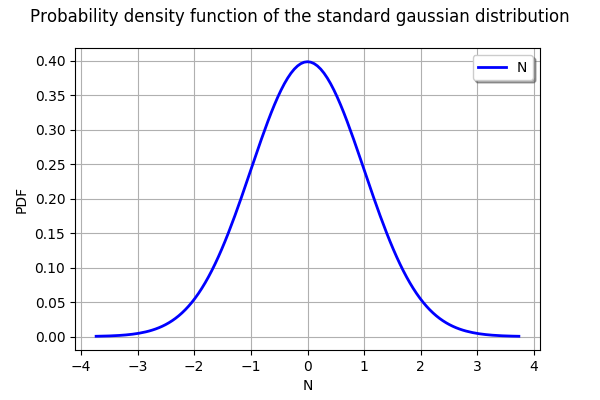 Probability density function of the standard gaussian distribution
N
0.40
0.35
0.30
0.25
0.20
0.15
0.10
0.05
0.00
PDF
−4 −3 −2 −1 0 1 2 3 4
N